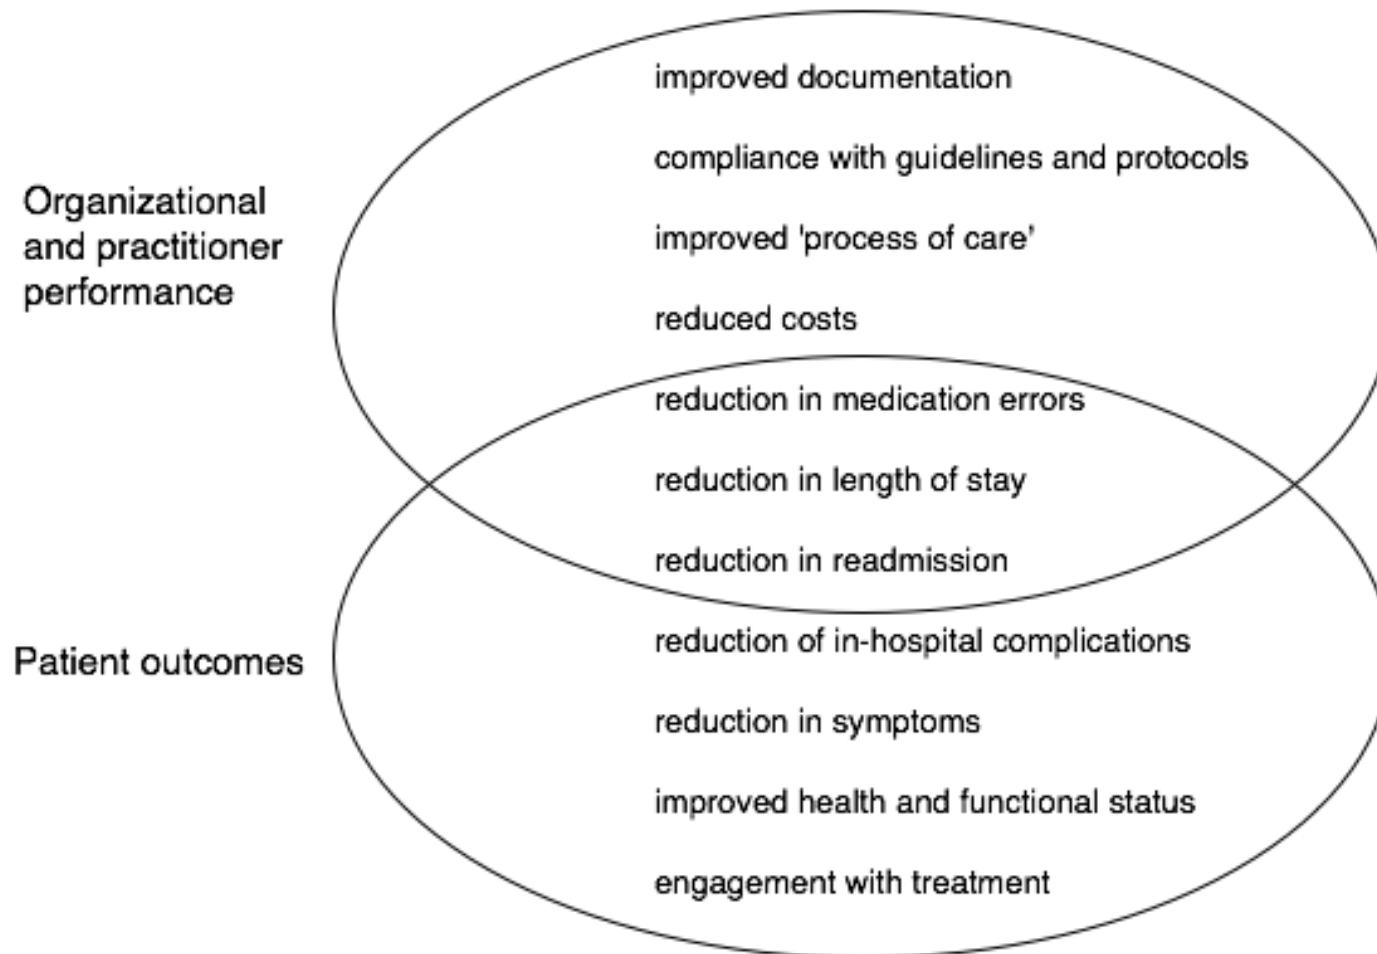 improved documentation
compliance with guidelines and protocols
Organizational
and practitioner
performance
improved 'process of care'
reduced costs
reduction in medication errors
reduction in length of stay
reduction in readmission
Patient outcomes
reduction of in-hospital complications
reduction in symptoms
improved health and functional status
engagement with treatment